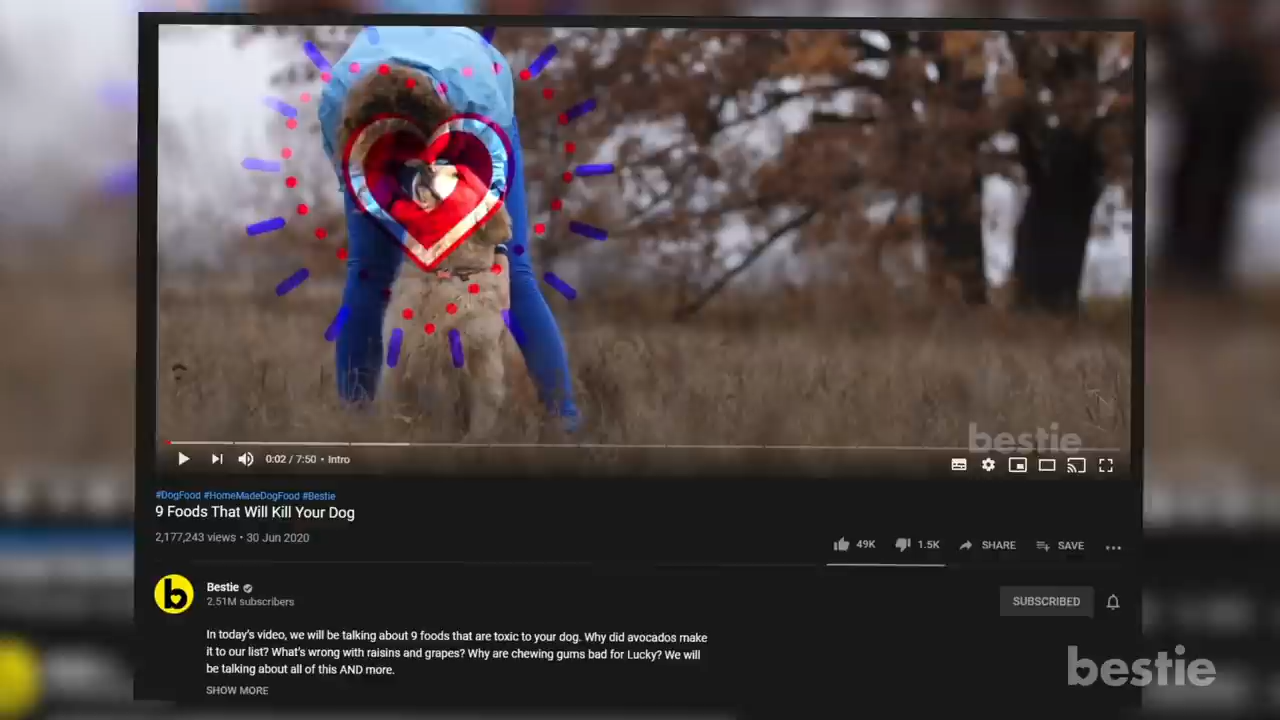 bestie
0:02 / 7:50 • Intro
#DogFood #HomeMadeDogFood #Bestie
9 Foods That Will Kill Your Dog
2,177,243 views • 30 Jun 2020
49K
1.5K
SHARE
SAVE
Bestie
2.51M subscribers
SUBSCRIBED
In today's video, we will be talking about 9 foods that are toxic to your dog. Why did avocados make
it to our list? What's wrong with raisins and grapes? Why are chewing gums bad for Lucky? We will
be talking about all of this AND more.
SHOW MORE
b
bestie